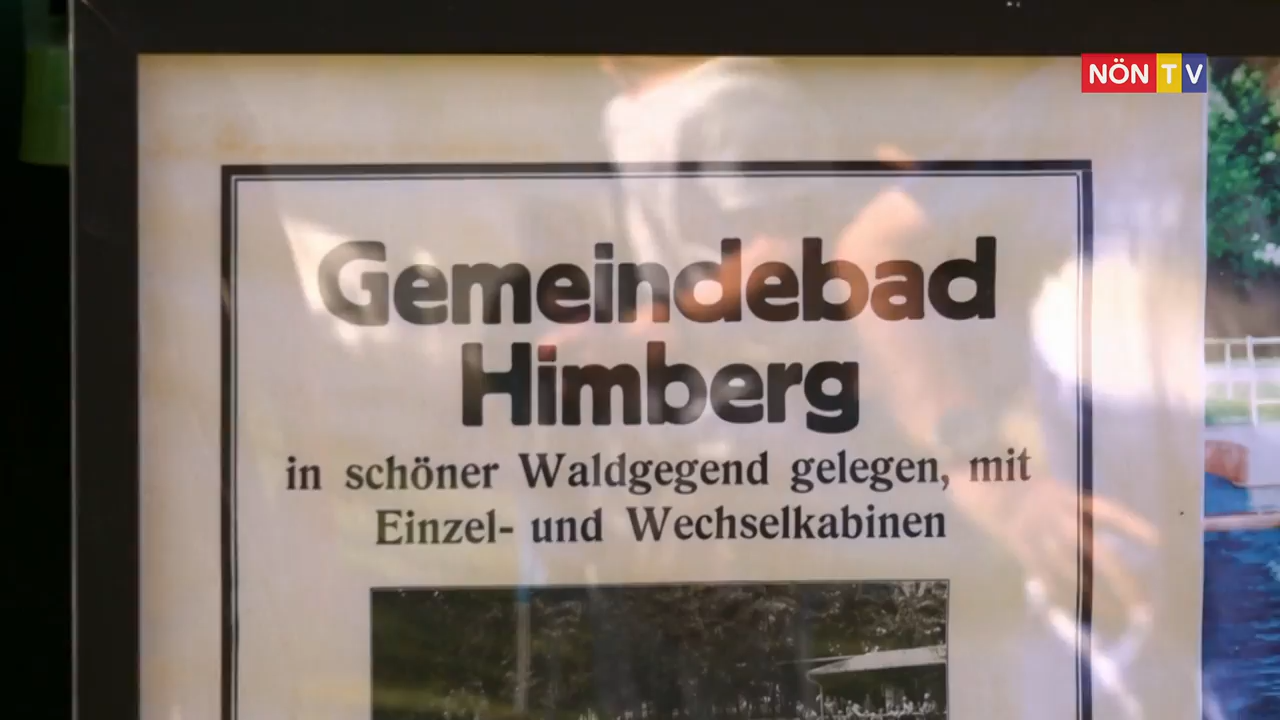 NÖN TV
Gemeindebad
Himberg
in schöner Waldgegend gelegen, mit
Einzel- und Wechselkabinen